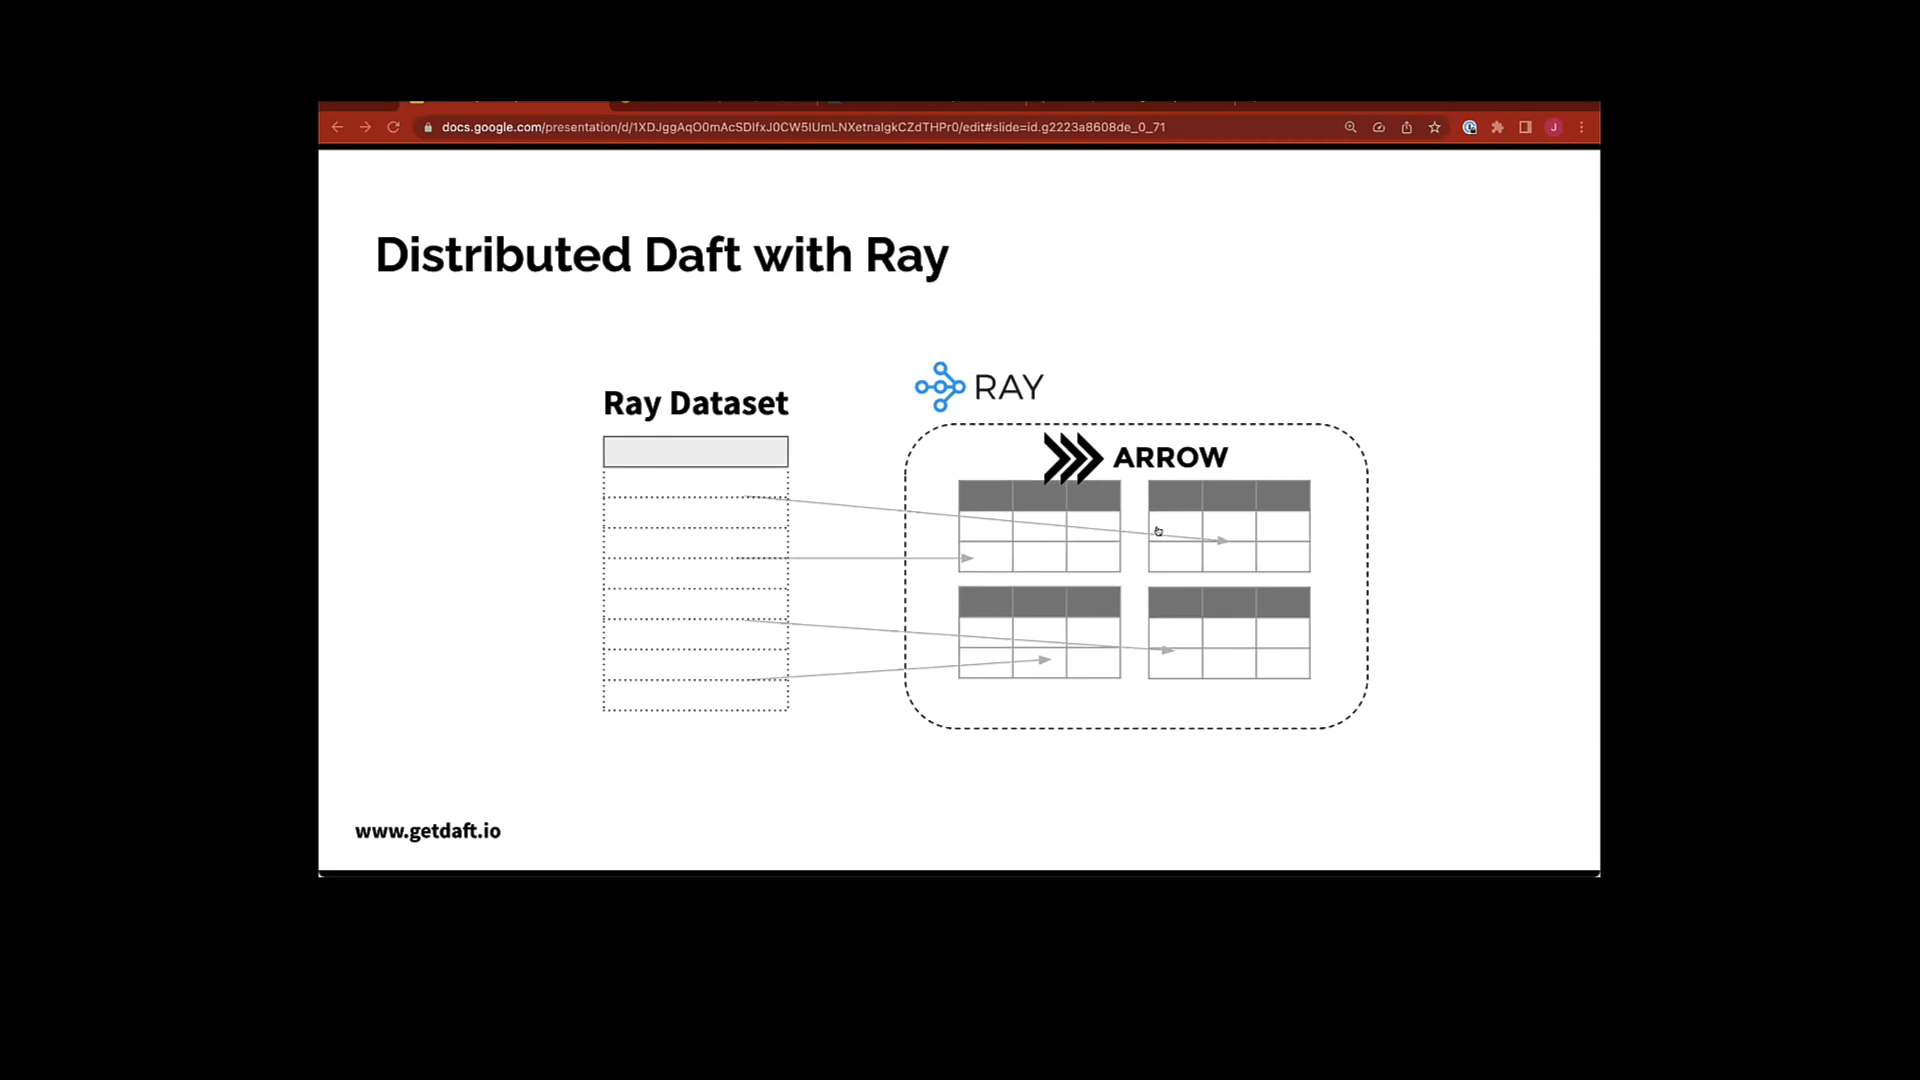 docs.google.com/presentation/d/1XDJggAqO0mAcSDIfxJ0CW5IUmLNXetnaIgkCZdTHPr0/edit#slide=id.g2223a8608de_0_71
J
Distributed Daft with Ray
RAY
Ray Dataset
ARROW
www.getdaft.io